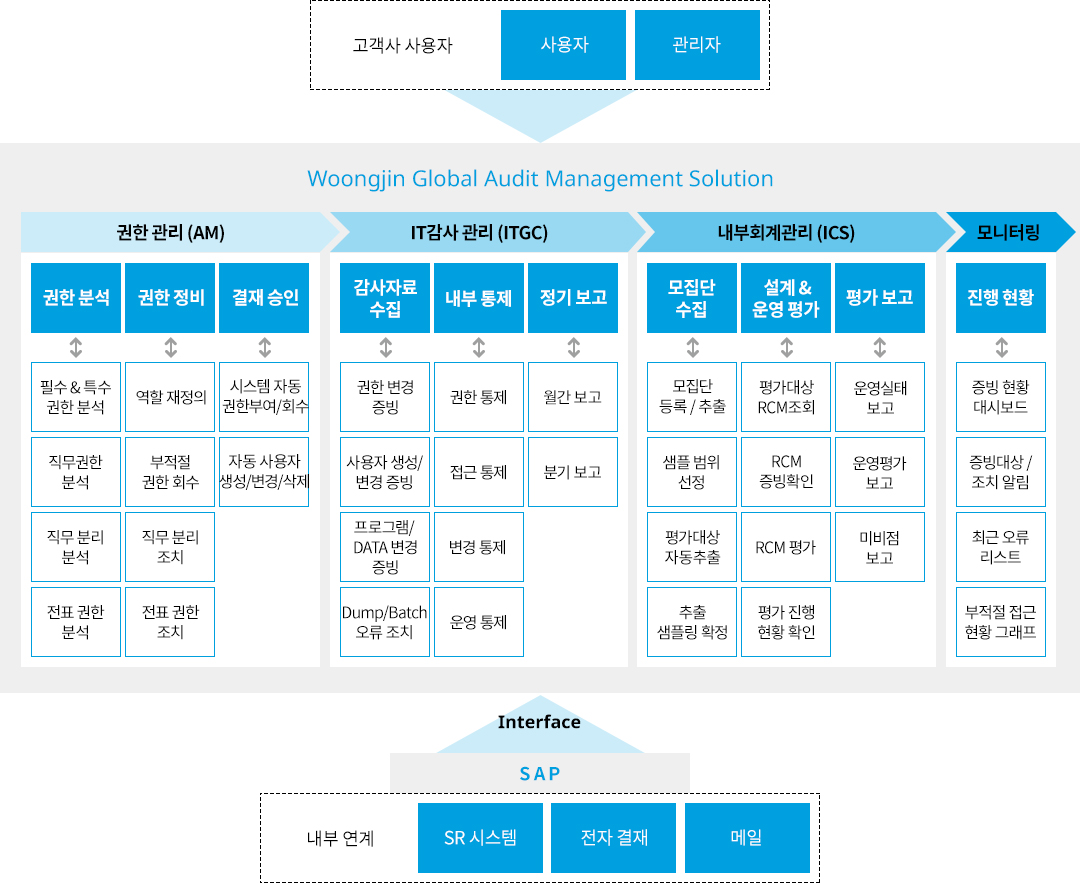 고객사 사용자
사용자
관리자
Woongjin Global Audit Management Solution
권한 관리 (AM)
IT감사 관리 (ITGC)
내부회계관리 (ICS)
모니터링
권한 분석
권한 정비
결재 승인
감사자료
수집
내부 통제
정기 보고
모집단
수집
설계 &
운영 평가
평가 보고
진행 현황
필수 & 특수
권한 분석
역할 재정의
시스템 자동
권한부여/회수
권한 변경
증빙
권한 통제
월간 보고
모집단
등록 / 추출
평가대상
RCM조회
운영실태
보고
증빙 현황
대시보드
직무권한
분석
부적절
권한 회수
자동 사용자
생성/변경/삭제
사용자 생성/
변경 증빙
접근 통제
분기 보고
샘플 범위
선정
RCM
증빙확인
운영평가
보고
증빙대상 /
조치 알림
직무 분리
분석
직무 분리
조치
프로그램/
DATA 변경
증빙
변경 통제
평가대상
자동추출
RCM 평가
미비점
보고
최근 오류
리스트
전표 권한
분석
전표 권한
조치
Dump/Batch
오류 조치
운영 통제
추출
샘플링 확정
평가 진행
현황 확인
부적절 접근
현황 그래프
Interface
SAP
내부 연계
SR 시스템
전자 결재
메일